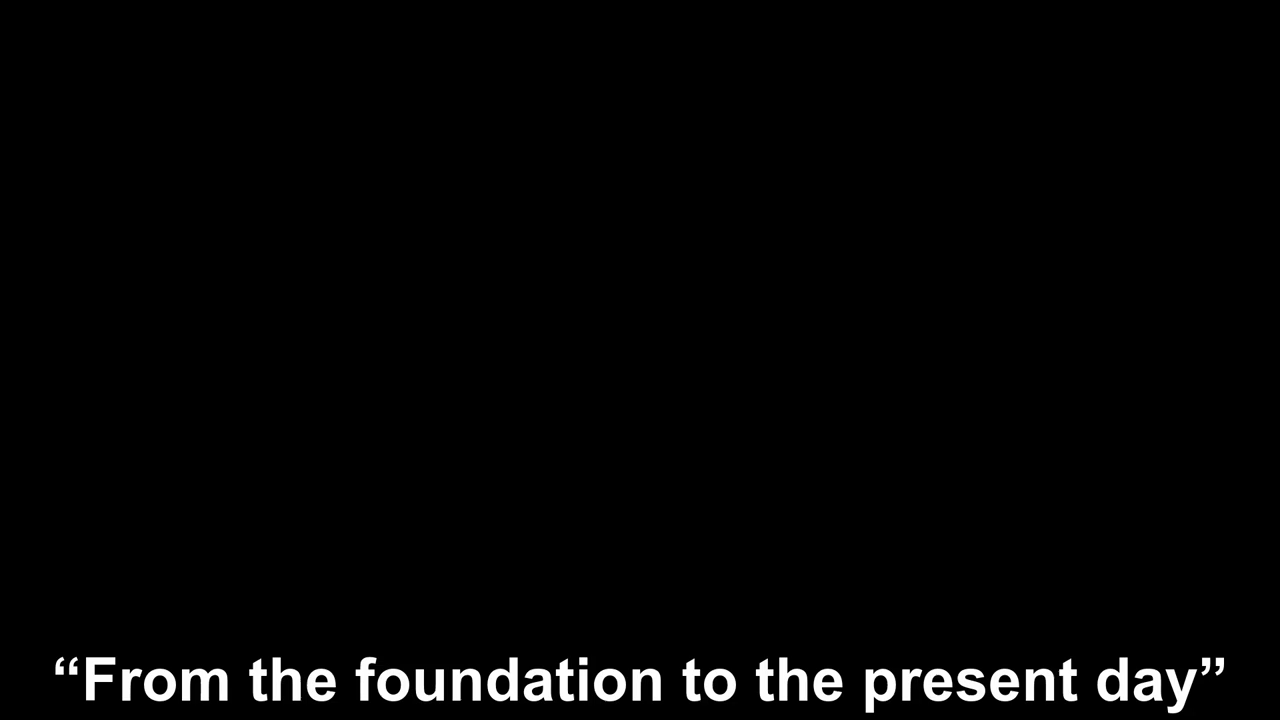 “From the foundation to the present day”